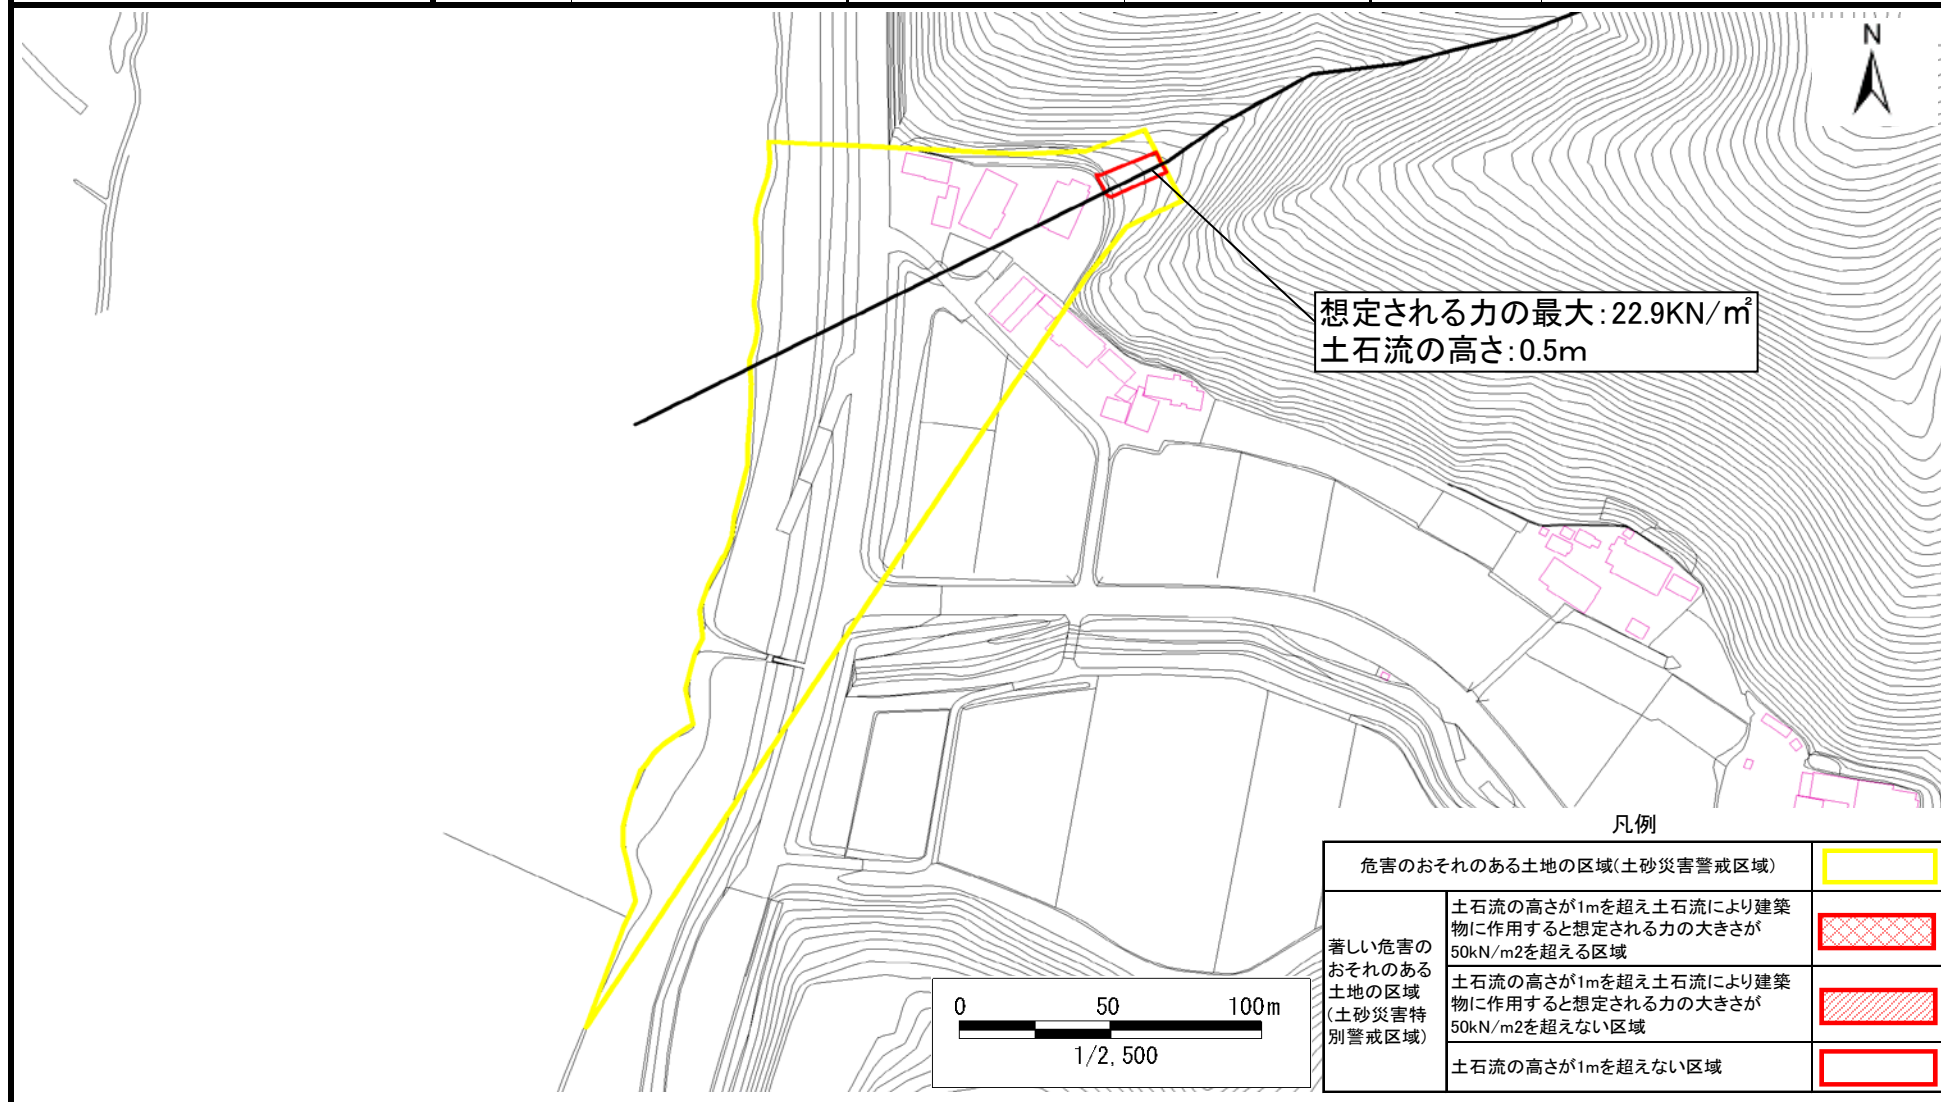 N
想定される力の最大:22.9KN/㎡
土石流の高さ:0.5m
凡例
危害のおそれのある土地の区域(土砂災害警戒区域)
著しい危害の
おそれのある
土地の区域
(土砂災害特
別警戒区域)
土石流の高さが1mを超え土石流により建築
物に作用すると想定される力の大きさが
50kN/m2を超える区域
土石流の高さが1mを超え土石流により建築
物に作用すると想定される力の大きさが
50kN/m2を超えない区域
土石流の高さが1mを超えない区域
0 50 100m
1/2,500